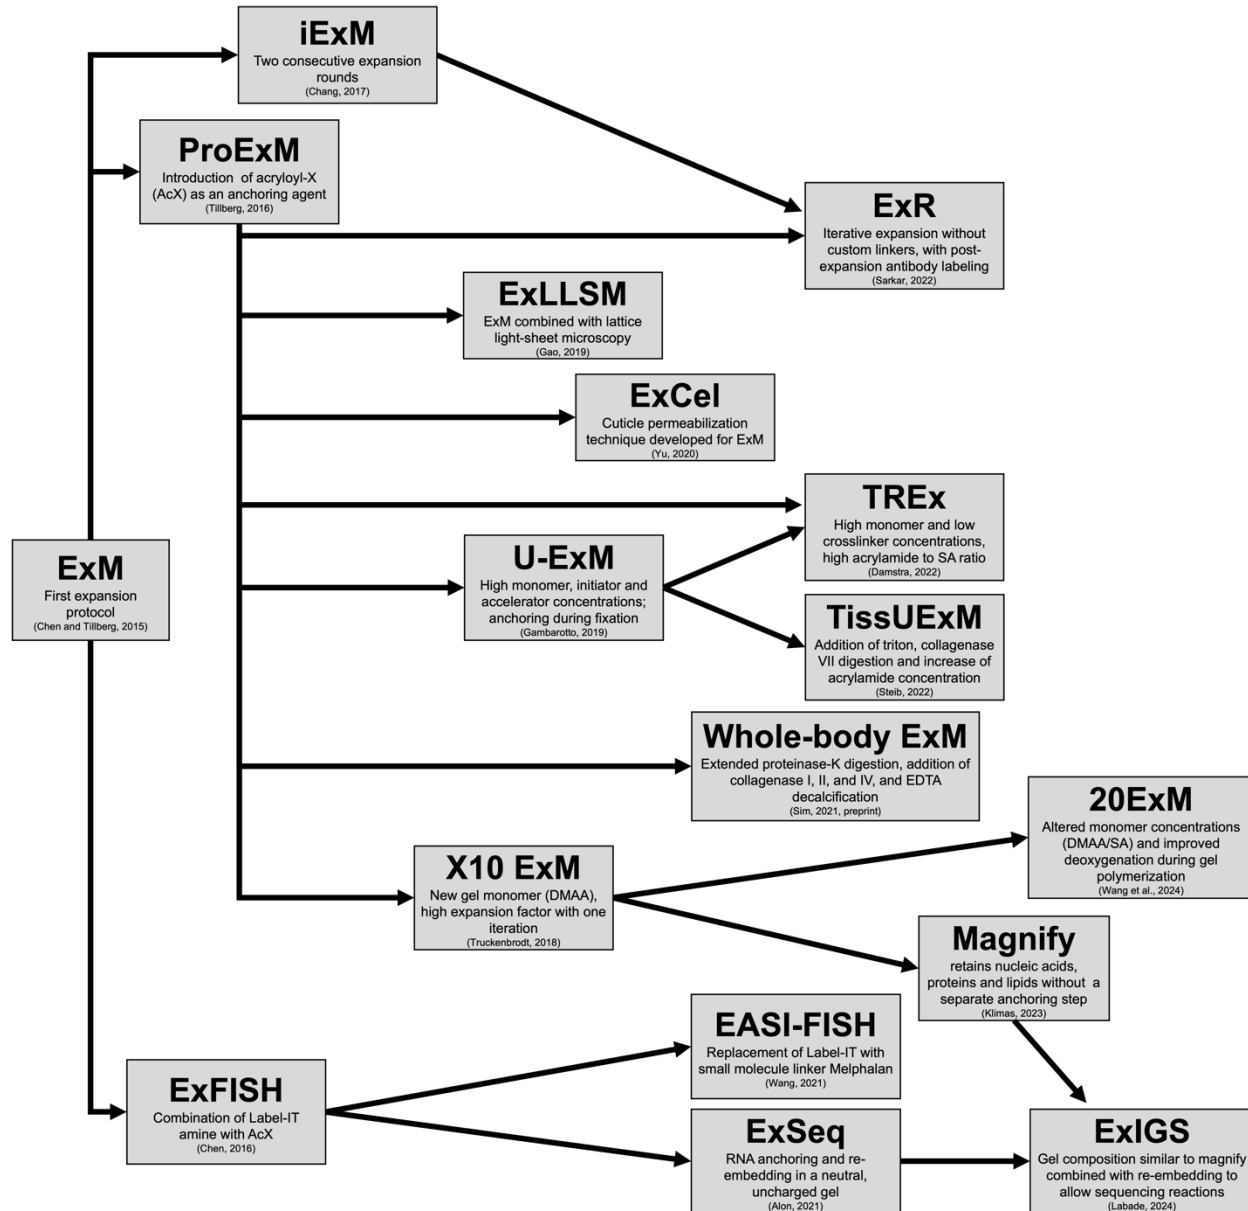 iExM
Two consecutive expansion
rounds
(Chang, 2017)
ProExM
Introduction of acryloyl-X
(AcX) as an anchoring agent
(Tillberg, 2016)
ExR
Iterative expansion without
custom linkers, with post-
expansion antibody labeling
(Sarkar, 2022)
ExLLSM
ExM combined with lattice
light-sheet microscopy
(Gao, 2019)
ExCel
Cuticle permeabilization
technique developed for ExM
(Yu, 2020)
TREx
High monomer and low
crosslinker concentrations,
high acrylamide to SA ratio
(Damstra, 2022)
ExM
First expansion
protocol
(Chen and Tillberg, 2015)
U-ExM
High monomer, initiator and
accelerator concentrations;
anchoring during fixation
(Gambarotto, 2019)
TissUExM
Addition of triton, collagenase
VII digestion and increase of
acrylamide concentration
(Steib, 2022)
Whole-body ExM
Extended proteinase-K digestion, addition of
collagenase I, II, and IV, and EDTA
decalcification
(Sim, 2021, preprint)
20ExM
Altered monomer concentrations
(DMAA/SA) and improved
deoxygenation during gel
polymerization
(Wang et al., 2024)
X10 ExM
New gel monomer (DMAA),
high expansion factor with one
iteration
(Truckenbrodt, 2018)
Magnify
retains nucleic acids,
proteins and lipids without a
separate anchoring step
(Klimas, 2023)
EASI-FISH
Replacement of Label-IT with
small molecule linker Melphalan
(Wang, 2021)
ExFISH
Combination of Label-IT
amine with AcX
(Chen, 2016)
ExSeq
RNA anchoring and re-
embedding in a neutral,
uncharged gel
(Alon, 2021)
ExIGS
Gel composition similar to magnify
combined with re-embedding to
allow sequencing reactions
(Labade, 2024)